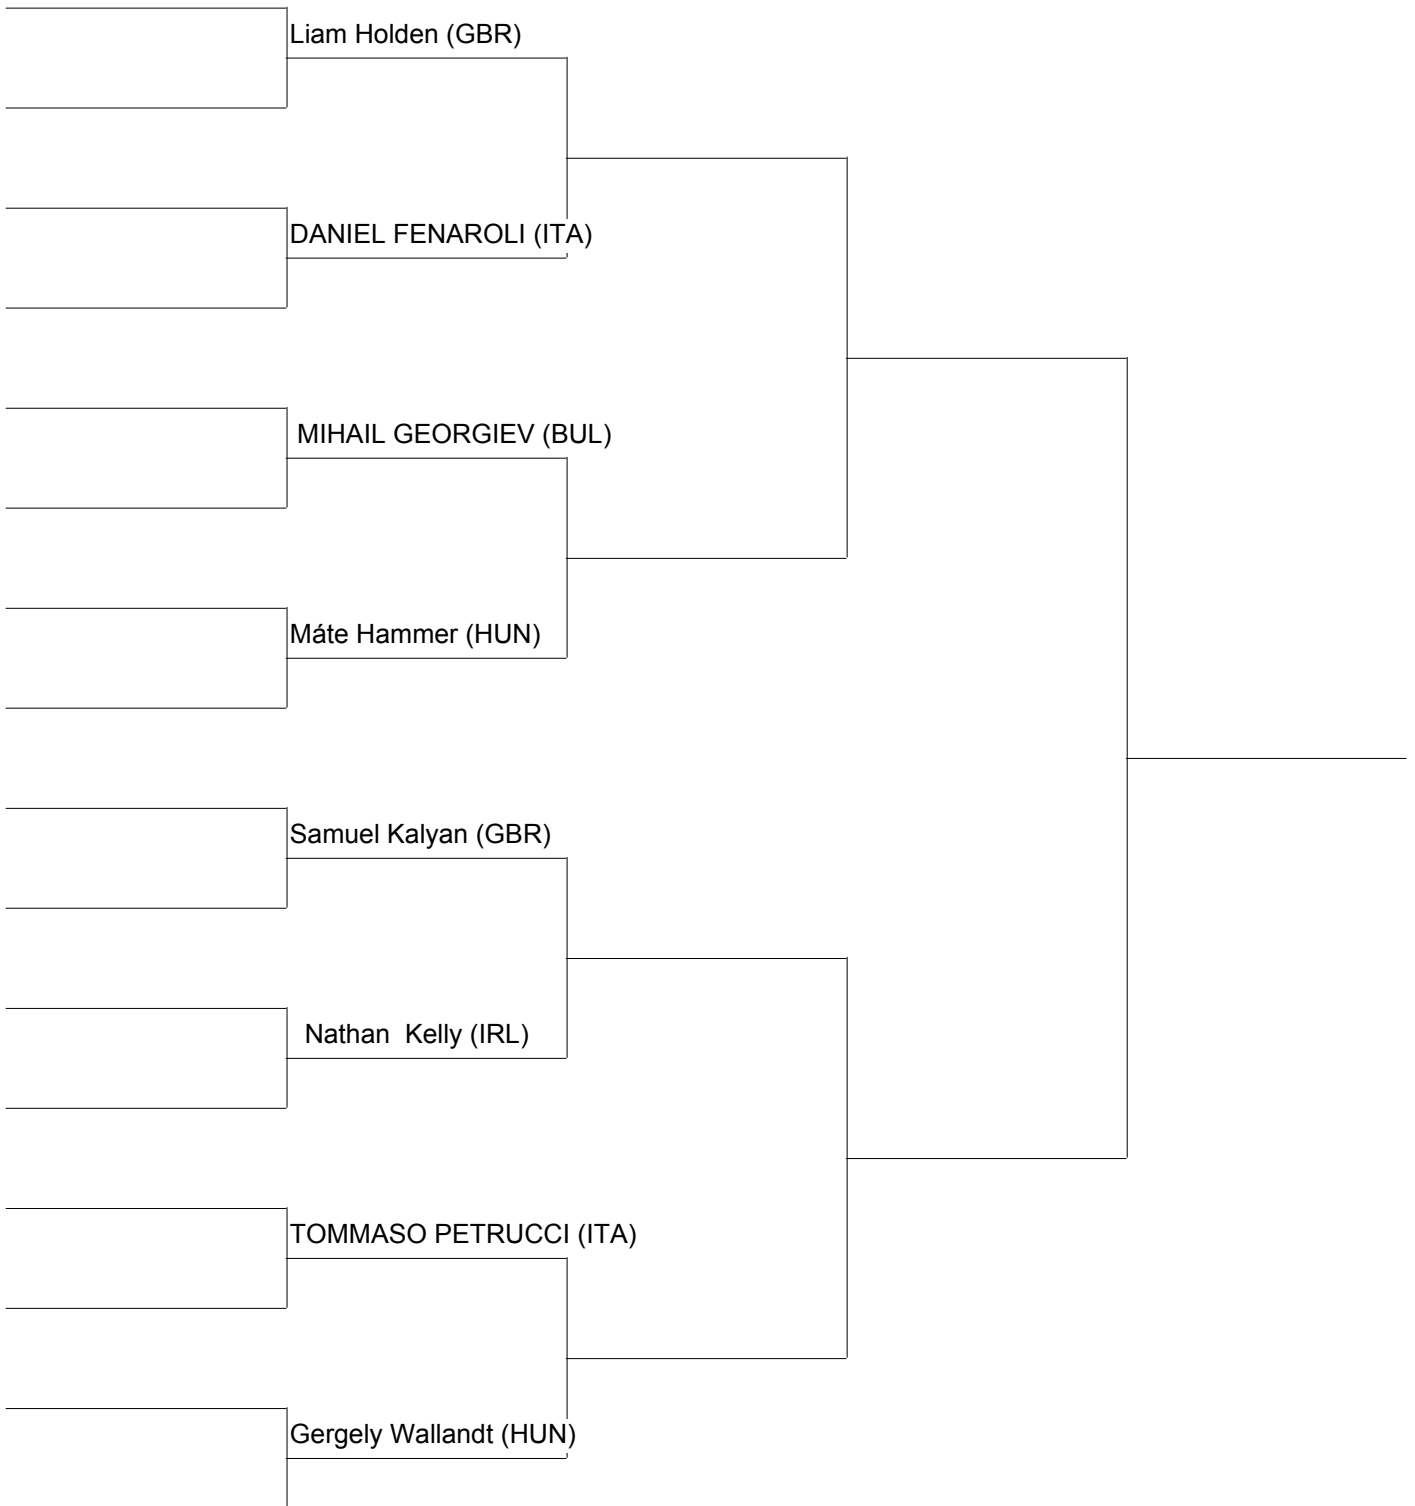 Liam Holden (GBR)
DANIEL FENAROLI (ITA)
MIHAIL GEORGIEV (BUL)
Máte Hammer (HUN)
Samuel Kalyan (GBR)
Nathan  Kelly (IRL)
TOMMASO PETRUCCI (ITA)
Gergely Wallandt (HUN)